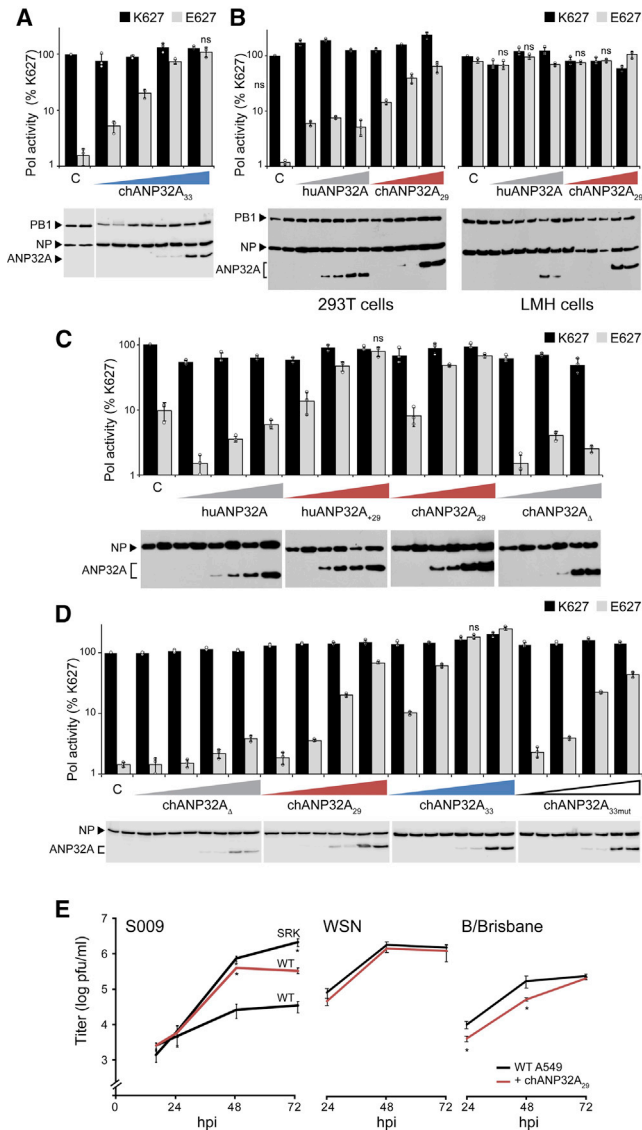 A
K627 E627
Pol activity (% K627)
100
10
1
ns
C
chANP32A33
PB1
NP
ANP32A
B
K627 E627
K627 E627
Pol activity (% K627)
100
ns
10
1
ns ns ns ns
C
huANP32A chANP32A29
C
huANP32A chANP32A29
PB1
NP
ANP32A
293T cells
LMH cells
C
K627 E627
Pol activity (% K627)
100
10
1
ns
C
huANP32A huANP32A+29 chANP32A29 chANP32AΔ
NP
ANP32A
D
K627 E627
Pol activity (% K627)
100
10
1
ns
C
chANP32AΔ chANP32A29 chANP32A33 chANP32A33mut
NP
ANP32A
E
S009
WSN
B/Brisbane
Titer (log pfu/ml)
7
6
5
4
3
SRK
*
WT
*
WT
* *
WT A549
+ chANP32A29
0 24 48 72
24 48 72
24 48 72
hpi hpi hpi